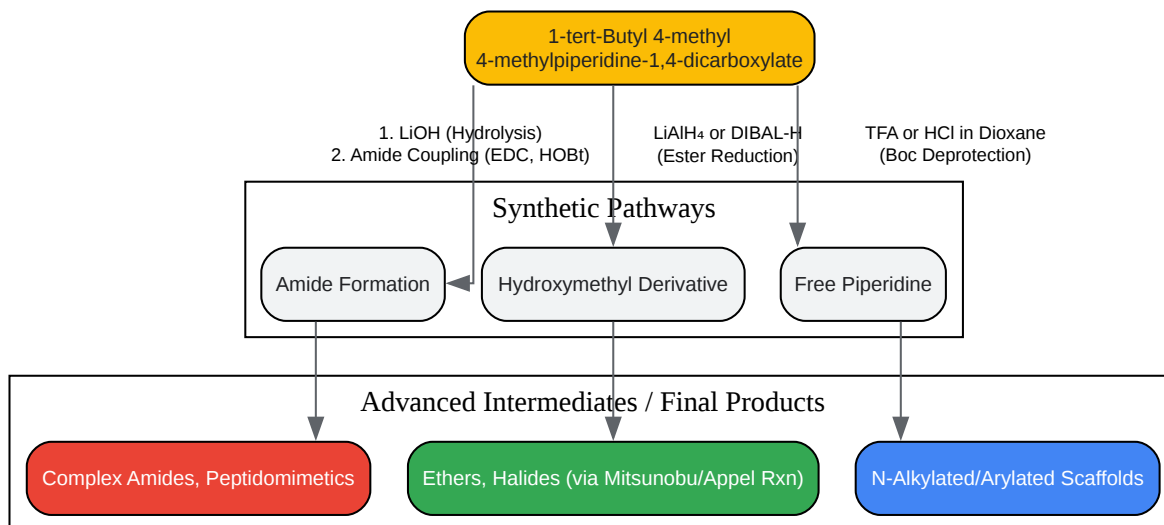 1-tert-Butyl 4-methyl
4-methylpiperidine-1,4-dicarboxylate
1. LiOH (Hydrolysis)
2. Amide Coupling (EDC, HOBt)
LiAlH₄ or DIBAL-H
(Ester Reduction)
TFA or HCl in Dioxane
(Boc Deprotection)
Synthetic Pathways
Amide Formation
Hydroxymethyl Derivative
Free Piperidine
Advanced Intermediates / Final Products
Complex Amides, Peptidomimetics
Ethers, Halides (via Mitsunobu/Appel Rxn)
N-Alkylated/Arylated Scaffolds